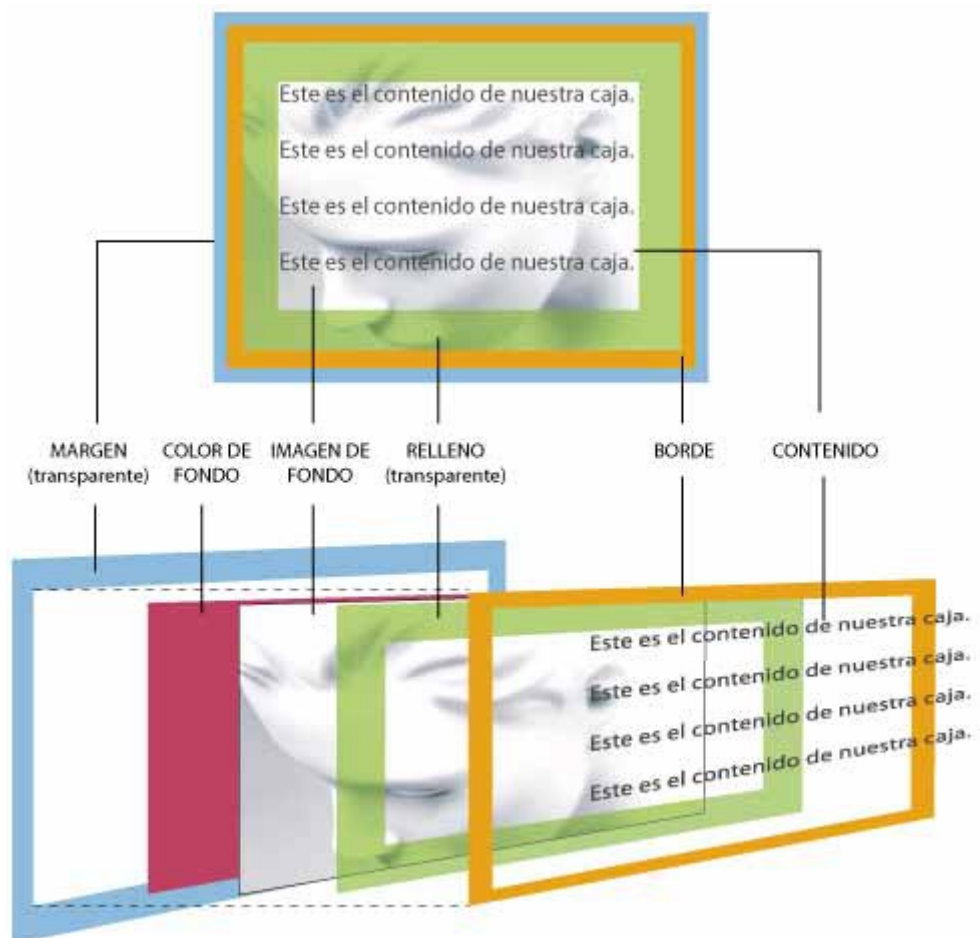 Este es el contenido de nuestra caja.
Este es el contenido de nuestra caja.
Este es el contenido de nuestra caja.
Este es el contenido de nuestra caja.
MARGEN
(transparente)
COLOR DE
FONDO
IMAGEN DE
FONDO
RELLENO
(transparente)
BORDE
CONTENIDO
Este es el contenido de nuestra caja.
Este es el contenido de nuestra caja.
Este es el contenido de nuestra caja.
Este es el contenido de nuestra caja.